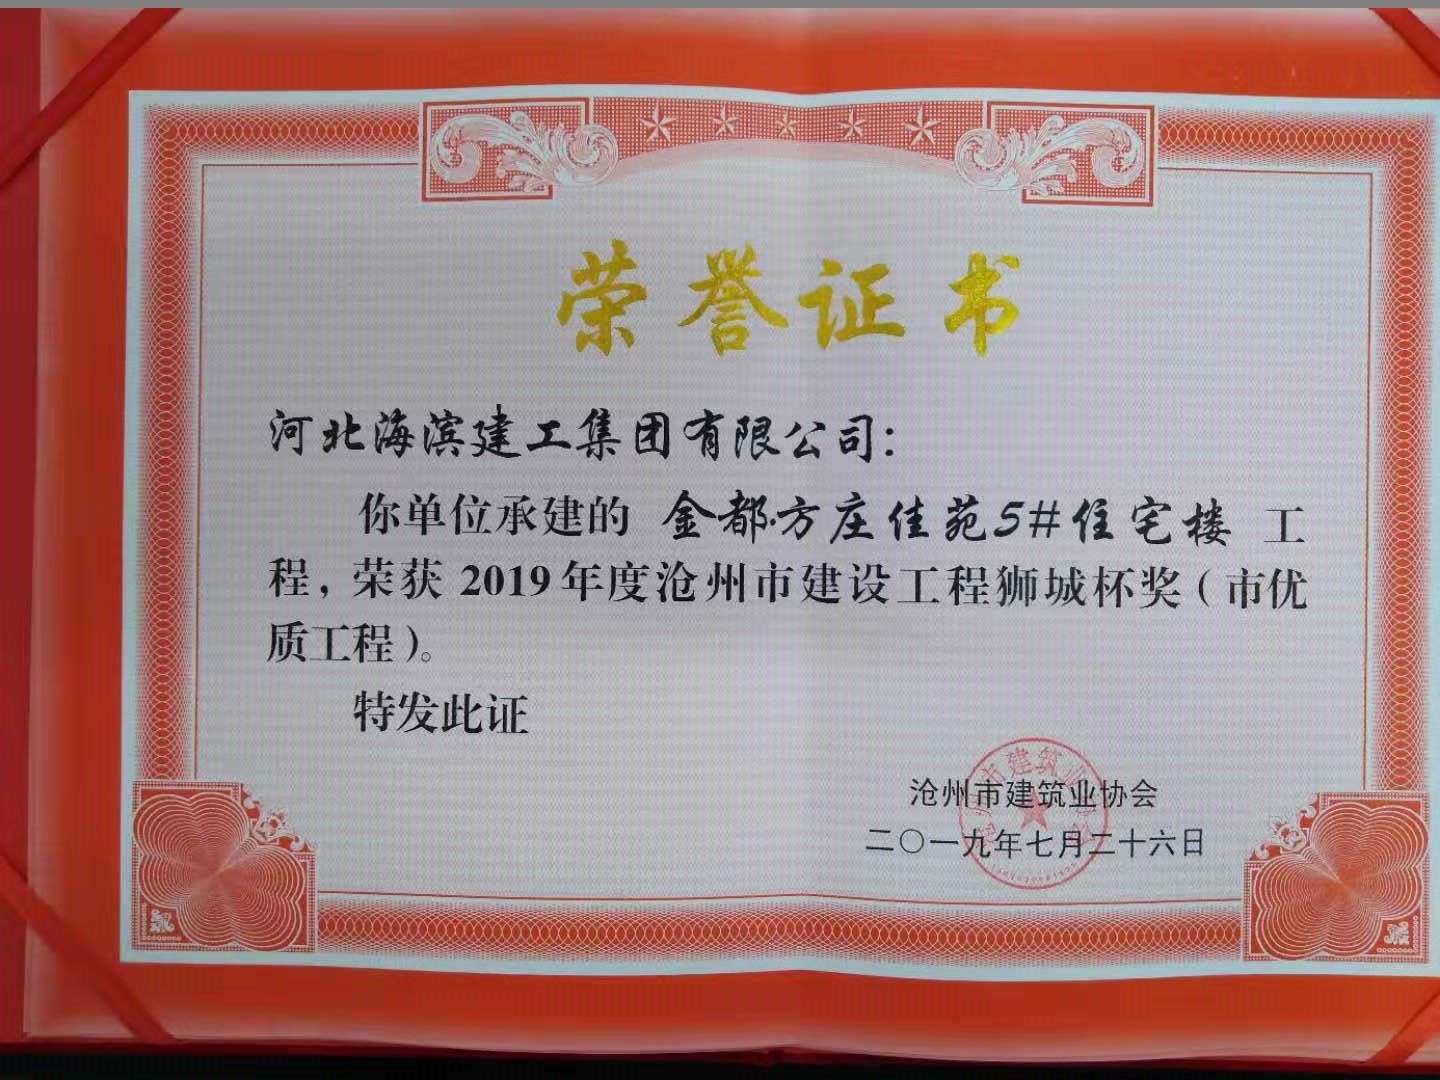 荣誉证书
河北海滨建工集团有限公司：
你单位承建的 金都·方庄佳苑5#住宅楼 工
程，荣获 2019 年度沧州市建设工程狮城杯奖（市优
质工程）。
特发此证
沧州市建筑业协会
二〇一九年七月二十六日